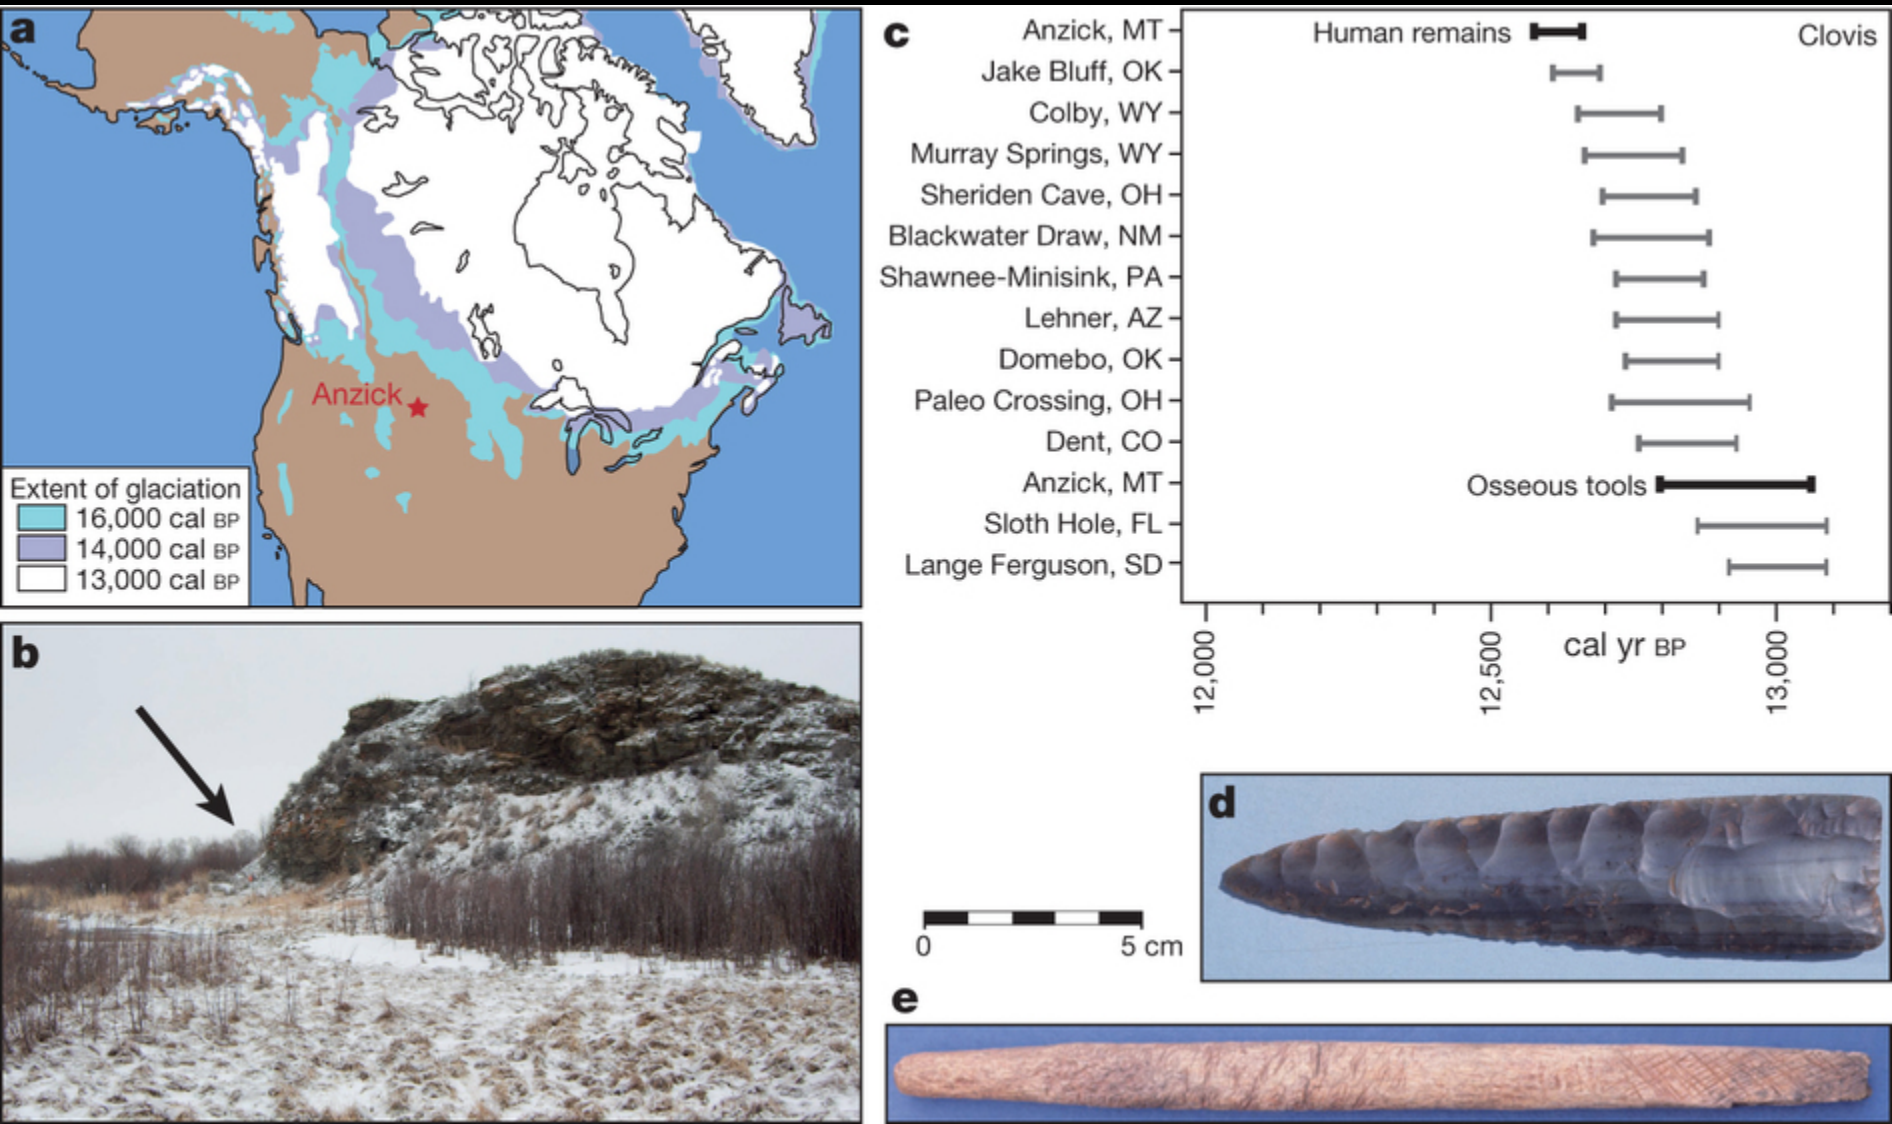 a
Anzick
Extent of glaciation
16,000 cal BP
14,000 cal BP
13,000 cal BP
b
c
Clovis
Anzick, MT
Human remains
Jake Bluff, OK
Colby, WY
Murray Springs, WY
Sheriden Cave, OH
Blackwater Draw, NM
Shawnee-Minisink, PA
Lehner, AZ
Domebo, OK
Paleo Crossing, OH
Dent, CO
Anzick, MT
Osseous tools
Sloth Hole, FL
Lange Ferguson, SD
12,000
12,500
13,000
cal yr BP
d
0
5 cm
e